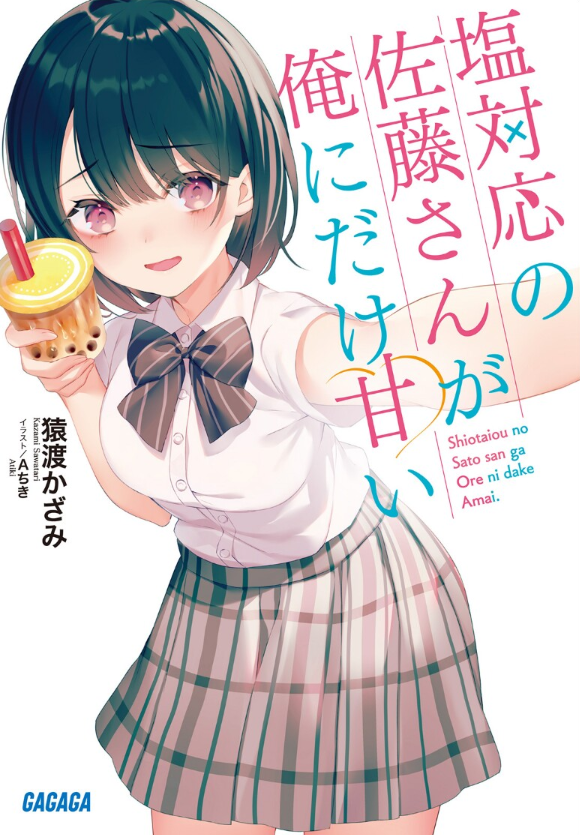 塩対応の
佐藤さんが
俺にだけ甘い
Shiotaiou no
Sato san ga
Ore ni dake
Amai.
猿渡かざみ
Kazami Sawatari
イラスト／Aちき
Atiki
GAGAGA